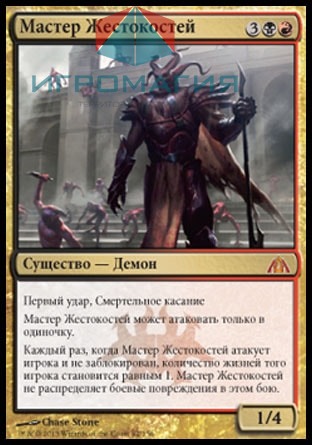 Мастер Жестокостей 3
ИГРОМАГИЯ
Существо — Демон
Первый удар, Смертельное касание
Мастер Жестокостей может атаковать только в
одиночку.
Каждый раз, когда Мастер Жестокостей атакует
игрока и не заблокирован, количество жизней того
игрока становится равным 1. Мастер Жестокостей
не распределяет боевые повреждения в этом бою.
Chase Stone
1/4